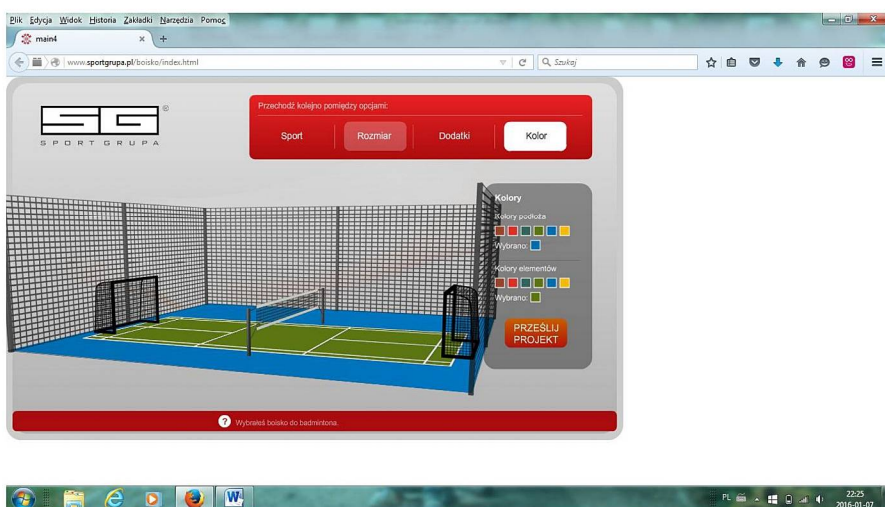 Plik Edycja Widok Historia Zakładki Narzędzia Pomoc
main4
www.sportgrupa.pl/boisko/index.html
Szukaj
SG®
SPORT GRUPA
Przechodź kolejno pomiędzy opcjami:
Sport Rozmiar Dodatki Kolor
Kolory
Kolory podłoża
Wybrano:
Kolory elementów
Wybrano:
PRZEŚLIJ
PROJEKT
? Wybrałeś boisko do badmintona.
PL
22:25
2016-01-07